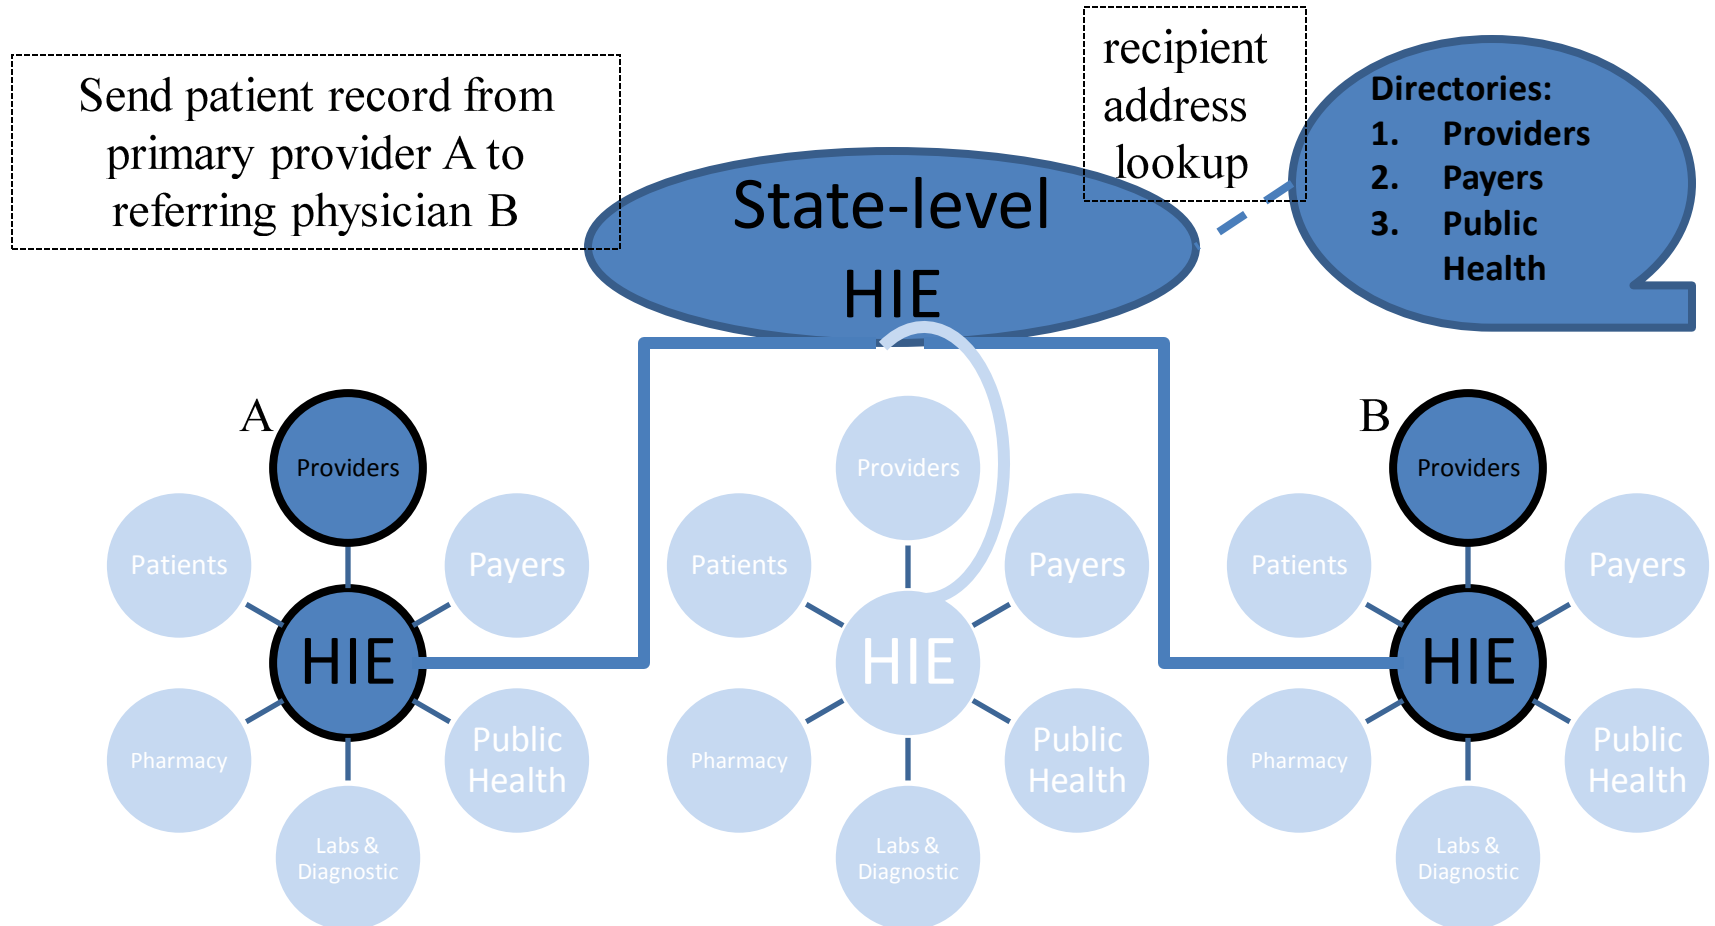 Send patient record from
primary provider A to
referring physician B
recipient
address
lookup
Directories:
1. Providers
2. Payers
3. Public
Health
State-level
HIE
A
Providers
Patients
Payers
HIE
Pharmacy
Public
Health
Labs &
Diagnostic
Providers
Patients
Payers
HIE
Pharmacy
Public
Health
Labs &
Diagnostic
B
Providers
Patients
Payers
HIE
Pharmacy
Public
Health
Labs &
Diagnostic